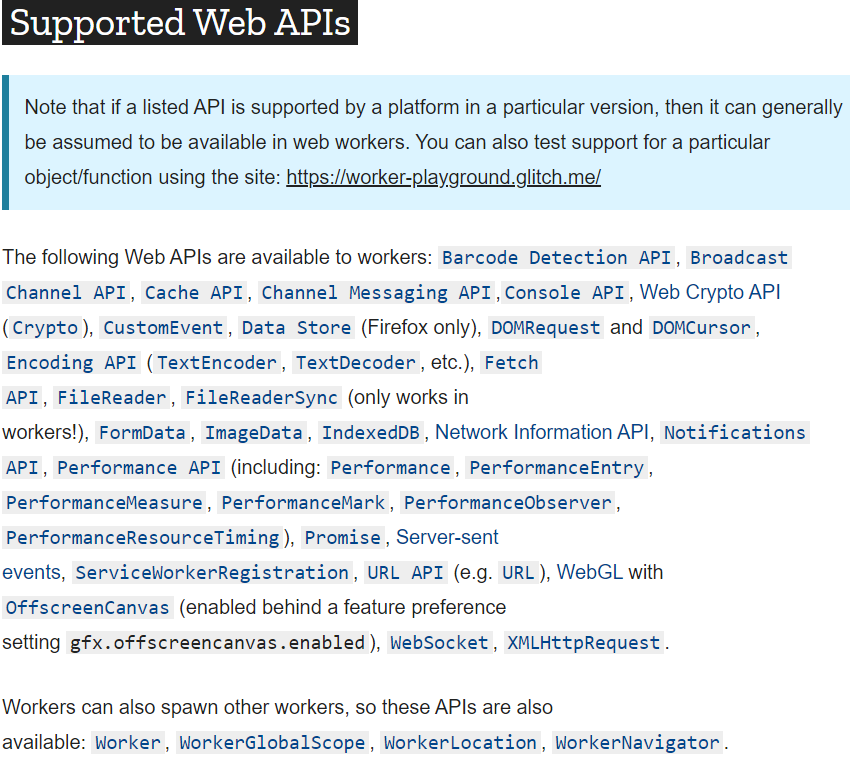 Supported Web APIs
Note that if a listed API is supported by a platform in a particular version, then it can generally
be assumed to be available in web workers. You can also test support for a particular
object/function using the site: https://worker-playground.glitch.me/
The following Web APIs are available to workers: Barcode Detection API, Broadcast
Channel API, Cache API, Channel Messaging API,Console API, Web Crypto API
(Crypto), CustomEvent, Data Store (Firefox only), DOMRequest and DOMCursor,
Encoding API (TextEncoder, TextDecoder, etc.), Fetch
API, FileReader, FileReaderSync (only works in
workers!), FormData, ImageData, IndexedDB, Network Information API, Notifications
API, Performance API (including: Performance, PerformanceEntry,
PerformanceMeasure, PerformanceMark, PerformanceObserver,
PerformanceResourceTiming), Promise, Server-sent
events, ServiceWorkerRegistration, URL API (e.g. URL), WebGL with
OffscreenCanvas (enabled behind a feature preference
setting gfx.offscreencanvas.enabled), WebSocket, XMLHttpRequest.
Workers can also spawn other workers, so these APIs are also
available: Worker, WorkerGlobalScope, WorkerLocation, WorkerNavigator.